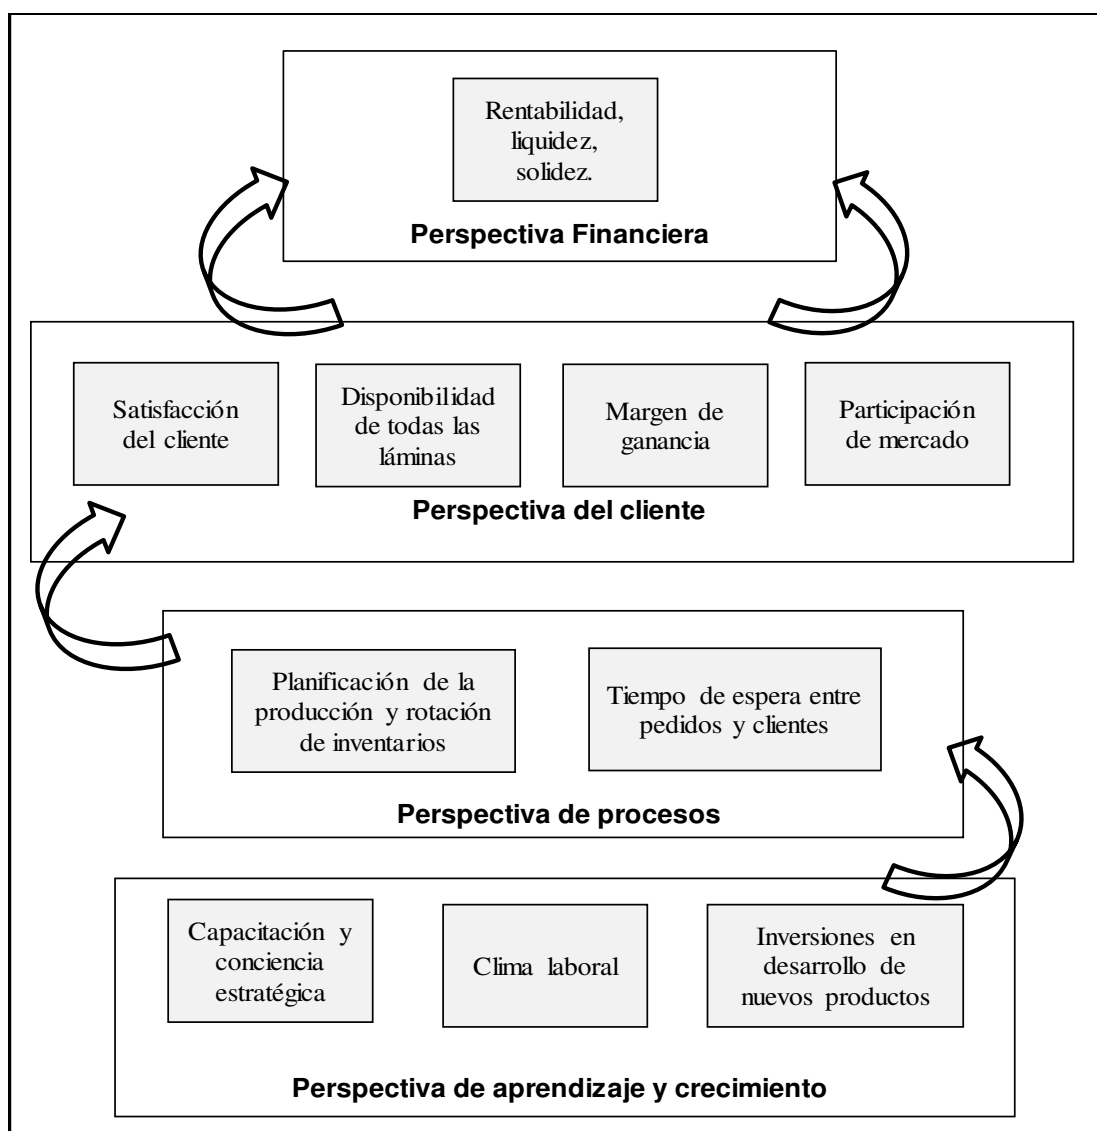 Rentabilidad,
liquidez,
solidez.
Perspectiva Financiera
Satisfacción
del cliente
Disponibilidad
de todas las
láminas
Margen de
ganancia
Participación
de mercado
Perspectiva del cliente
Planificación de la
producción y rotación
de inventarios
Tiempo de espera entre
pedidos y clientes
Perspectiva de procesos
Capacitación y
conciencia
estratégica
Clima laboral
Inversiones en
desarrollo de
nuevos productos
Perspectiva de aprendizaje y crecimiento